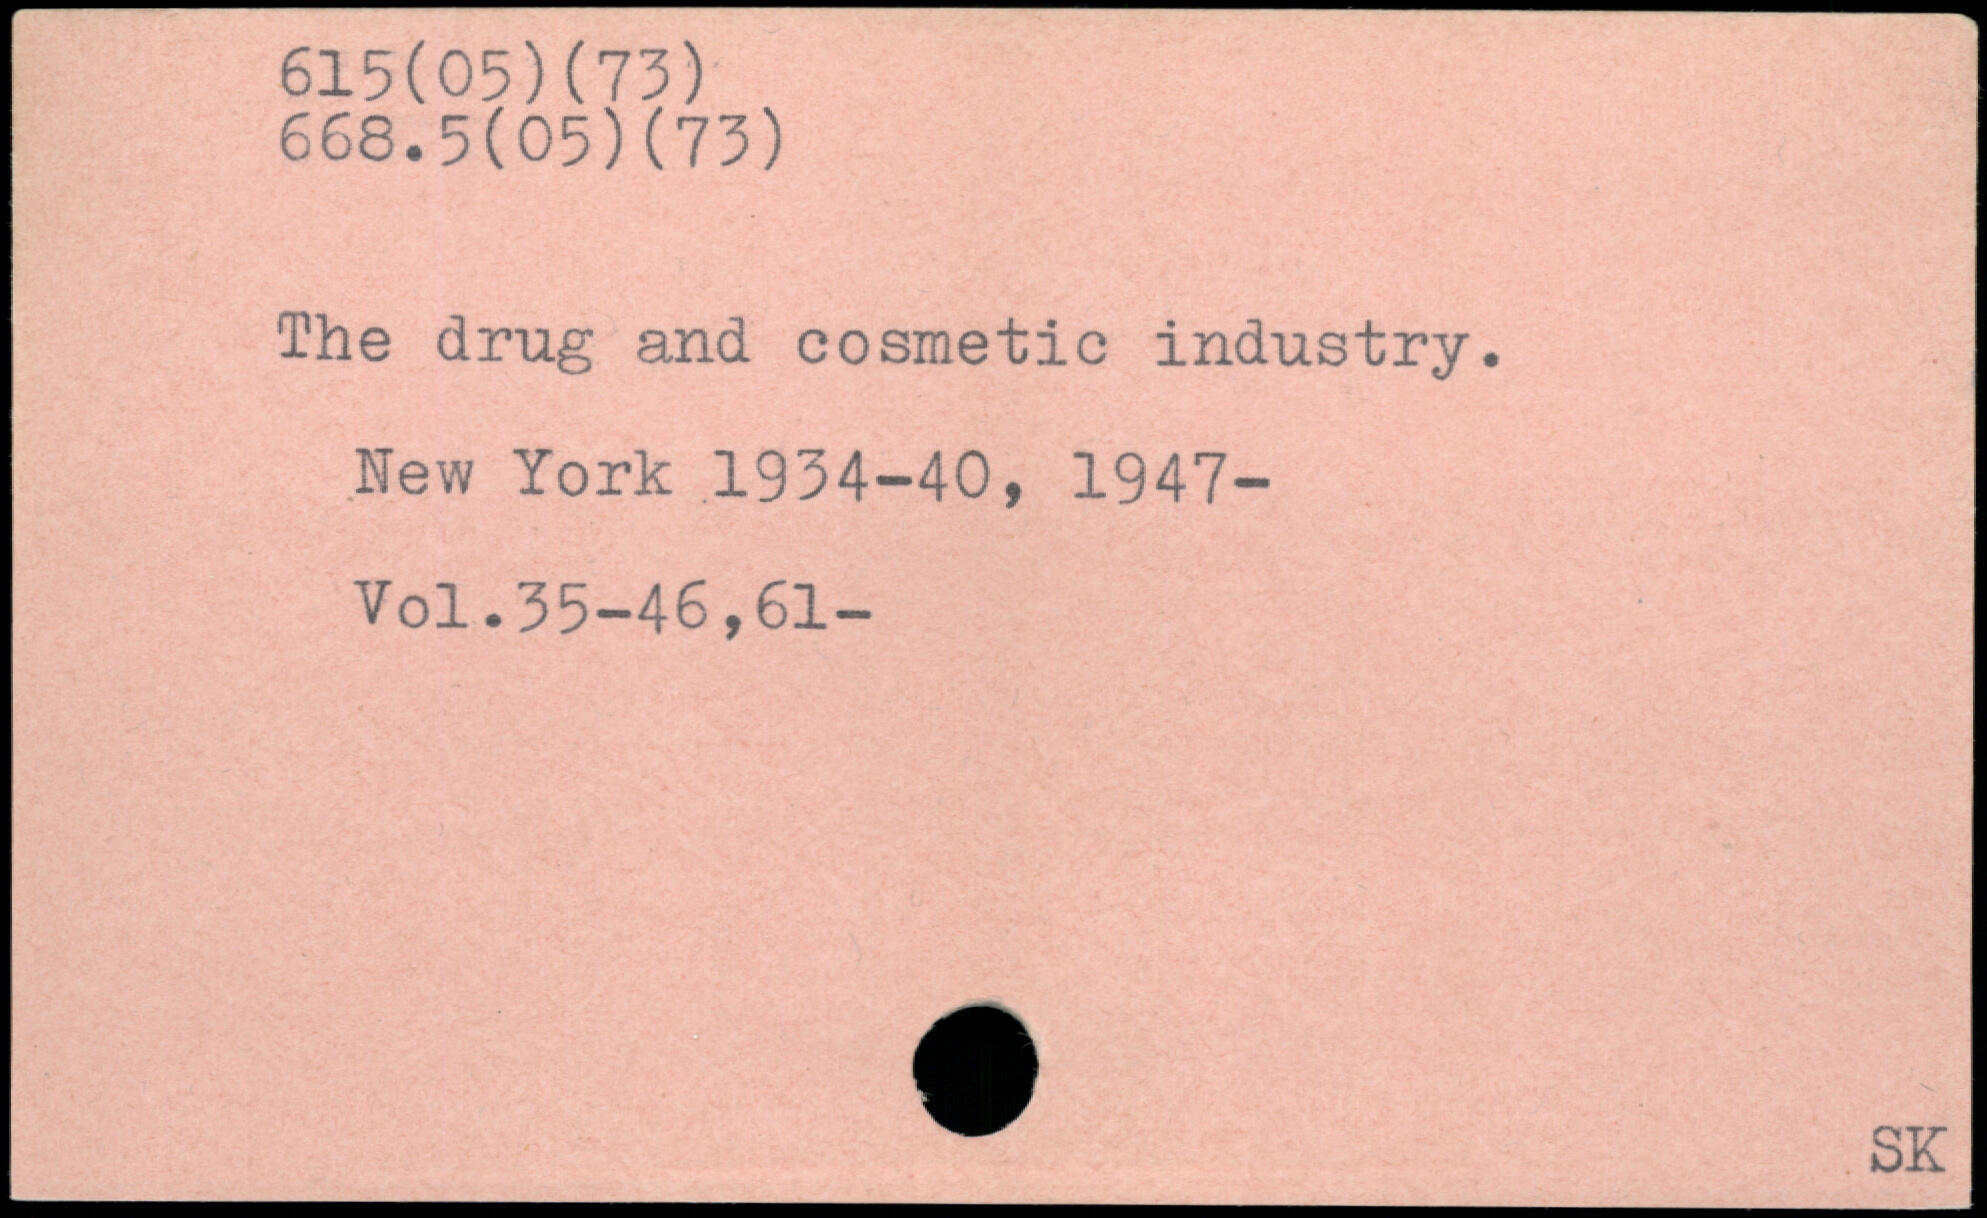 615(05)(73)
668.5(05)(73)
The drug and cosmetic industry.
New York 1934-40, 1947-
Vol.35-46,61-
SK